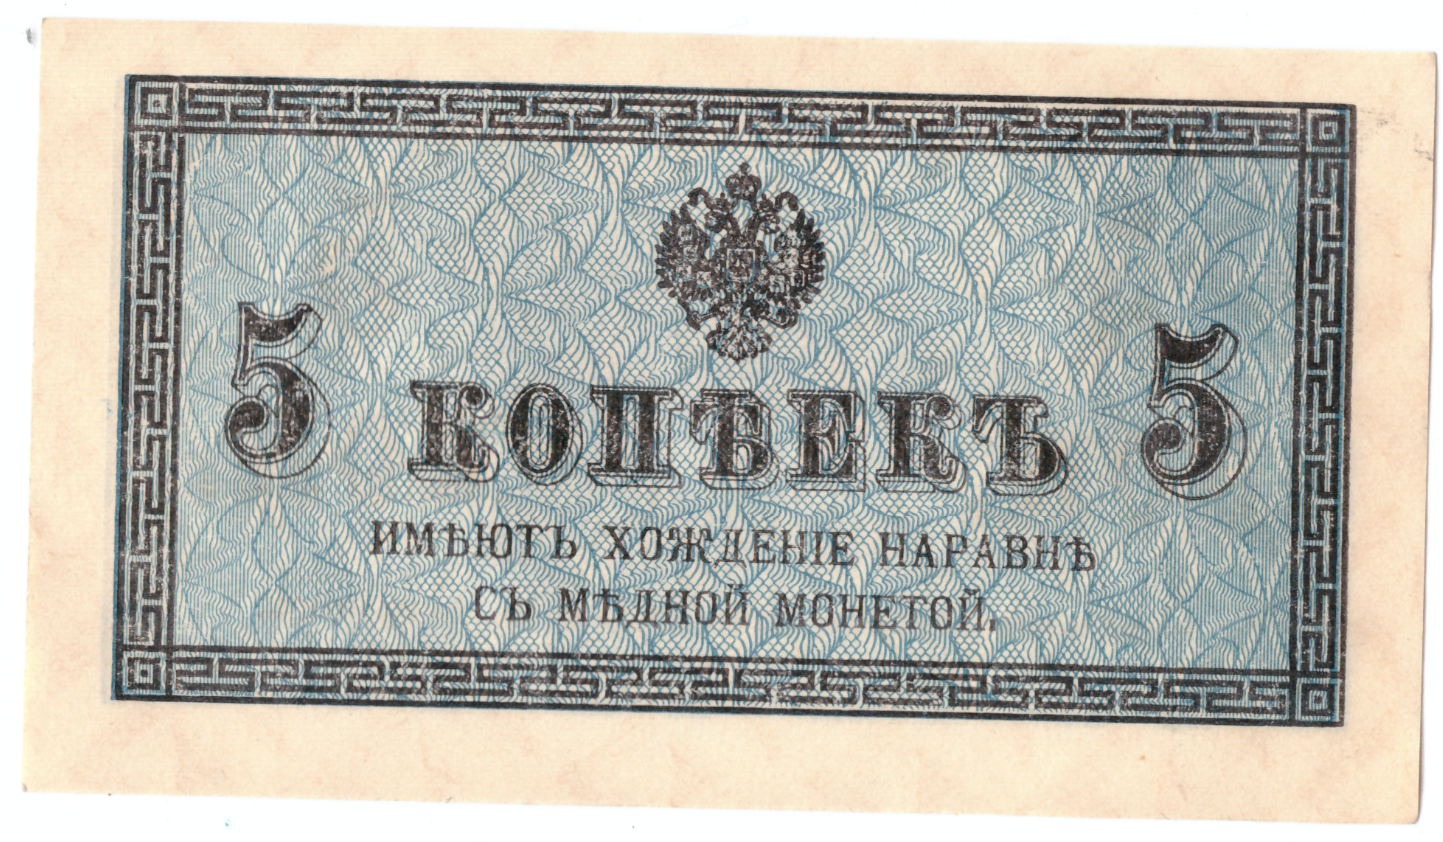 5 КОПѢЕКЪ 5
ИМѢЮТЪ ХОЖДЕНІЕ НАРАВНѢ
СЪ МѢДНОЙ МОНЕТОЙ.